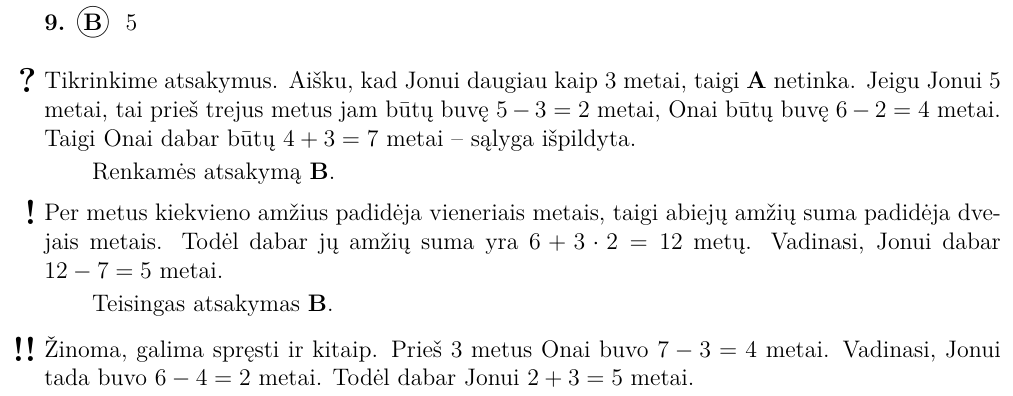 9. B 5
? Tikrinkime atsakymus. Aišku, kad Jonui daugiau kaip 3 metai, taigi A netinka. Jeigu Jonui 5
metai, tai prieš trejus metus jam būtų buvę 5 − 3 = 2 metai, Onai būtų buvę 6 − 2 = 4 metai.
Taigi Onai dabar būtų 4 + 3 = 7 metai – sąlyga išpildyta.
Renkamės atsakymą B.
! Per metus kiekvieno amžius padidėja vieneriais metais, taigi abiejų amžių suma padidėja dve-
jais metais. Todėl dabar jų amžių suma yra 6 + 3 · 2 = 12 metų. Vadinasi, Jonui dabar
12 − 7 = 5 metai.
Teisingas atsakymas B.
!! Žinoma, galima spręsti ir kitaip. Prieš 3 metus Onai buvo 7 − 3 = 4 metai. Vadinasi, Jonui
tada buvo 6 − 4 = 2 metai. Todėl dabar Jonui 2 + 3 = 5 metai.